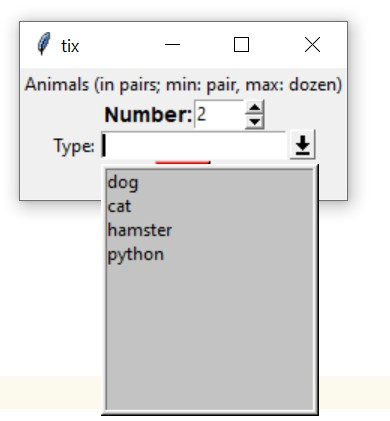 tix
Animals (in pairs; min: pair, max: dozen)
Number: 2
Type:
dog
cat
hamster
python